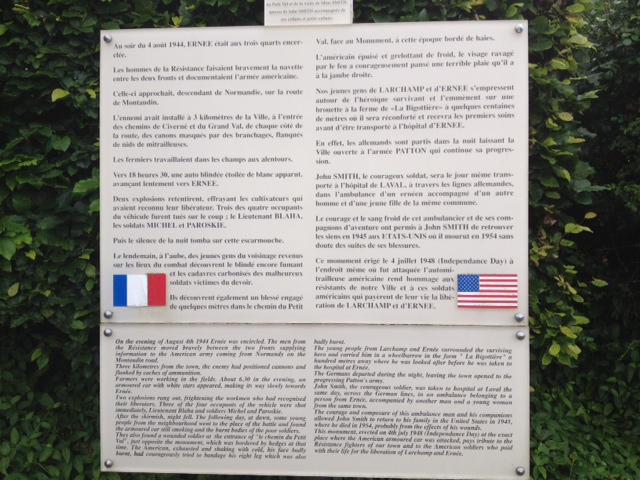 au Petit Val et de la visite de Mme SMITH,
épouse de John SMITH accompagnée de
ses enfants et petits-enfants.
Au soir du 4 août 1944, ERNEE était aux trois quarts encer-
clée.
Les hommes de la Résistance faisaient bravement la navette
entre les deux fronts et documentaient l'armée américaine.
Celle-ci approchait, descendant de Normandie, sur la route
de Montaudin.
L'ennemi avait installé à 3 kilomètres de la Ville, à l'entrée
des chemins de Civerné et du Grand Val, de chaque côté de
la route, des canons masqués par des branchages, flanqués
de nids de mitrailleuses.
Les fermiers travaillaient dans les champs aux alentours.
Vers 18 heures 30, une auto blindée étoilée de blanc apparut,
avançant lentement vers ERNEE.
Deux explosions retentirent, effrayant les cultivateurs qui
avaient reconnu leur libérateur. Trois des quatre occupants
du véhicule furent tués sur le coup ; le Lieutenant BLAHA,
les soldats MICHEL et PAROSKIE.
Puis le silence de la nuit tomba sur cette escarmouche.
Le lendemain, à l'aube, des jeunes gens du voisinage revenus
sur les lieux du combat découvrent le blindé encore fumant
et les cadavres carbonisés des malheureux
soldats victimes du devoir.
Ils découvrent également un blessé engagé
de quelques mètres dans le chemin du Petit
Val, face au Monument, à cette époque bordé de haies.
L'américain épuisé et grelottant de froid, le visage ravagé
par le feu a courageusement pansé une terrible plaie qu'il a
à la jambe droite.
Nos jeunes gens de LARCHAMP et d'ERNEE s'empressent
autour de l'héroïque survivant et l'emmènent sur une
brouette à la ferme de «La Bigottière» à quelques centaines
de mètres où il sera réconforté et recevra les premiers soins
avant d'être transporté à l'hôpital d'ERNEE.
En effet, les allemands sont partis dans la nuit laissant la
Ville ouverte à l'armée PATTON qui continue sa progres-
sion.
John SMITH, le courageux soldat, sera le jour même trans-
porté à l'hôpital de LAVAL, à travers les lignes allemandes,
dans l'ambulance d'un ernéen accompagné d'un autre
homme et d'une jeune fille de la même commune.
Le courage et le sang froid de cet ambulancier et de ses com-
pagnons d'aventure ont permis à John SMITH de retrouver
les siens en 1945 aux ETATS-UNIS où il mourut en 1954 sans
doute des suites de ses blessures.
Ce monument érigé le 4 juillet 1948 (Independance Day) à
l'endroit même où fut attaquée l'automi-
trailleuse américaine rend hommage aux
résistants de notre Ville et à ces soldats
américains qui payèrent de leur vie la libé-
ration de LARCHAMP et d'ERNEE.
On the evening of August 4th 1944 Ernée was encircled. The men from
the Résistance moved bravely between the two fronts supplying
information to the American army coming from Normandy on the
Montaudin road.
Three kilometres from the town, the enemy had positioned cannons and
flanked by caches of ammunition.
Farmers were working in the fields. About 6.30 in the evening, an
armoured car with white stars appeared, making its way slowly towards
Ernée.
Two explosions rang out, frightening the workmen who had recognised
their liberators. Three of the four occupants of the vehicle were shot
immediately, Lieutenant Blaha and soldiers Michel and Paroskie.
After the skirmish, night fell. The following day, at dawn, some young
people from the neighbourhood went to the place of the battle and found
the armoured car still smoking and the burnt bodies of the poor soldiers.
They also found a wounded soldier at the entrance of "le chemin du Petit
Val", just opposite the monument, which was bordered by hedges at that
time. The American, exhausted and shaking with cold, his face badly
burnt, had courageously tried to bandage his right leg which was also
badly burnt.
The young people from Larchamp and Ernée surrounded the surviving
hero and carried him in a wheelbarrow to the farm " La Bigottière" a
hundred metres away where he was looked after before he was taken to
the hospital at Ernée.
The Germans departed during the night, leaving the town opened to the
progressing Patton's army.
John Smith, the courageous soldier, was taken to hospital at Laval the
same day, across the German lines, in an ambulance belonging to a
person from Ernée, accompanied by another man and a young woman
from the same town.
The courage and composure of this ambulance man and his companions
allowed John Smith to return to his family in the United States in 1945,
where he died in 1954, probably from the effects of his wounds.
This monument, erected on 4th july 1948 (Independance Day) at the exact
place where the American armoured car was attacked, pays tribute to the
Résistance fighters of our town and to the American soldiers who paid
with their life for the liberation of Larchamp and Ernée.